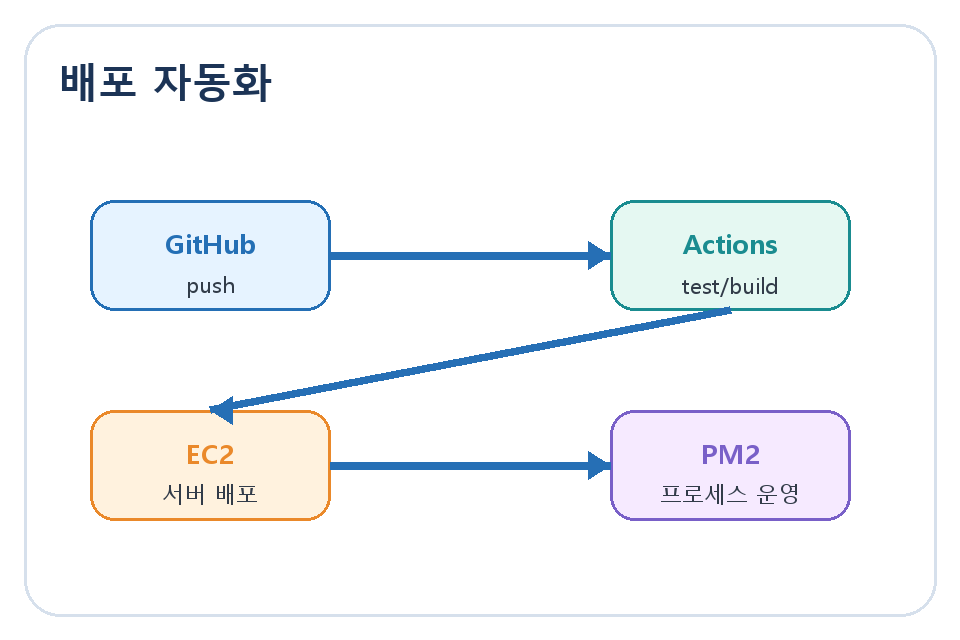 배포 자동화
GitHub
push
Actions
test/build
EC2
서버 배포
PM2
프로세스 운영